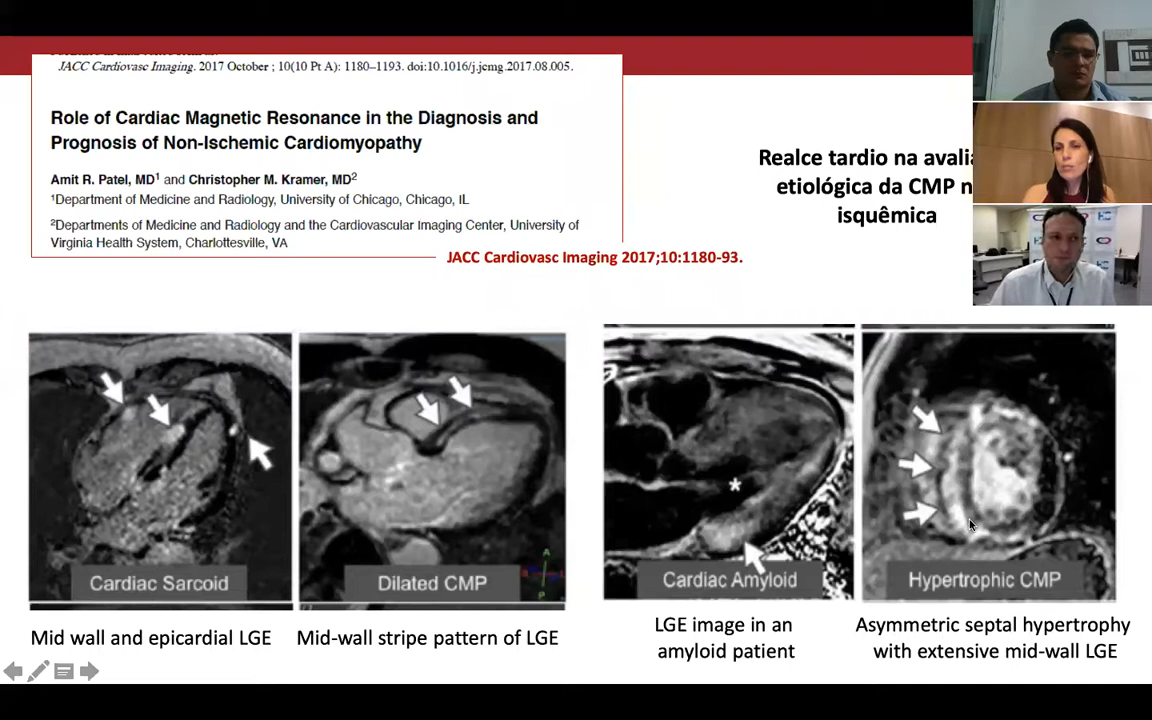 JACC Cardiovasc Imaging. 2017 October ; 10(10 Pt A): 1180–1193. doi:10.1016/j.jcmg.2017.08.005.
Role of Cardiac Magnetic Resonance in the Diagnosis and
Prognosis of Non-Ischemic Cardiomyopathy
Amit R. Patel, MD1 and Christopher M. Kramer, MD2
1Department of Medicine and Radiology, University of Chicago, Chicago, IL
2Departments of Medicine and Radiology and the Cardiovascular Imaging Center, University of
Virginia Health System, Charlottesville, VA
JACC Cardiovasc Imaging 2017;10:1180-93.
Realce tardio na avalia
etiológica da CMP n
isquêmica
Cardiac Sarcoid
Dilated CMP
*
Cardiac Amyloid
Hypertrophic CMP
A
P
Mid wall and epicardial LGE
Mid-wall stripe pattern of LGE
LGE image in an
amyloid patient
Asymmetric septal hypertrophy
with extensive mid-wall LGE